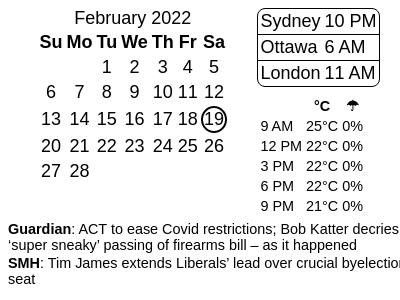 February 2022
Su Mo Tu We Th Fr Sa
1 2 3 4 5
6 7 8 9 10 11 12
13 14 15 16 17 18 19
20 21 22 23 24 25 26
27 28
Sydney 10 PM
Ottawa 6 AM
London 11 AM
°C ☂
9 AM 25°C 0%
12 PM 22°C 0%
3 PM 22°C 0%
6 PM 22°C 0%
9 PM 21°C 0%
Guardian: ACT to ease Covid restrictions; Bob Katter decries
‘super sneaky’ passing of firearms bill – as it happened
SMH: Tim James extends Liberals’ lead over crucial byelection
seat